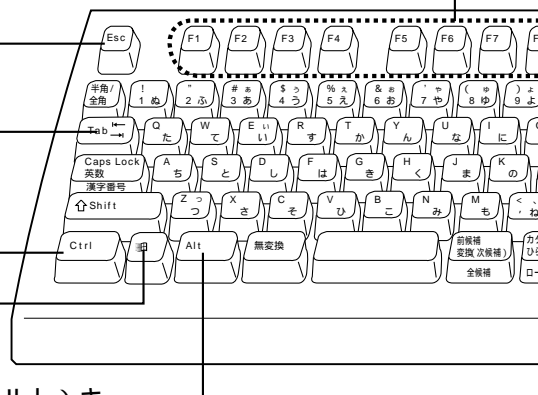 Esc F1 F2 F3 F4 F5 F6 F7
半角/ ! " # ぁ $ ぅ % ぇ & ぉ ' ゃ ( ゅ ) ょ
全角 1 ぬ 2 ふ 3 あ 4 う 5 え 6 お 7 や 8 ゆ 9 よ
Tab Q W E ぃ R T Y U I
た て い す か ん な に
Caps Lock A S D F G H J K
英数 ち と し は き く ま の
漢字番号
Shift Z っ X C V B N M < 、
つ さ そ ひ こ み も , ね
Ctrl Alt 無変換 前候補
変換(次候補)
全候補